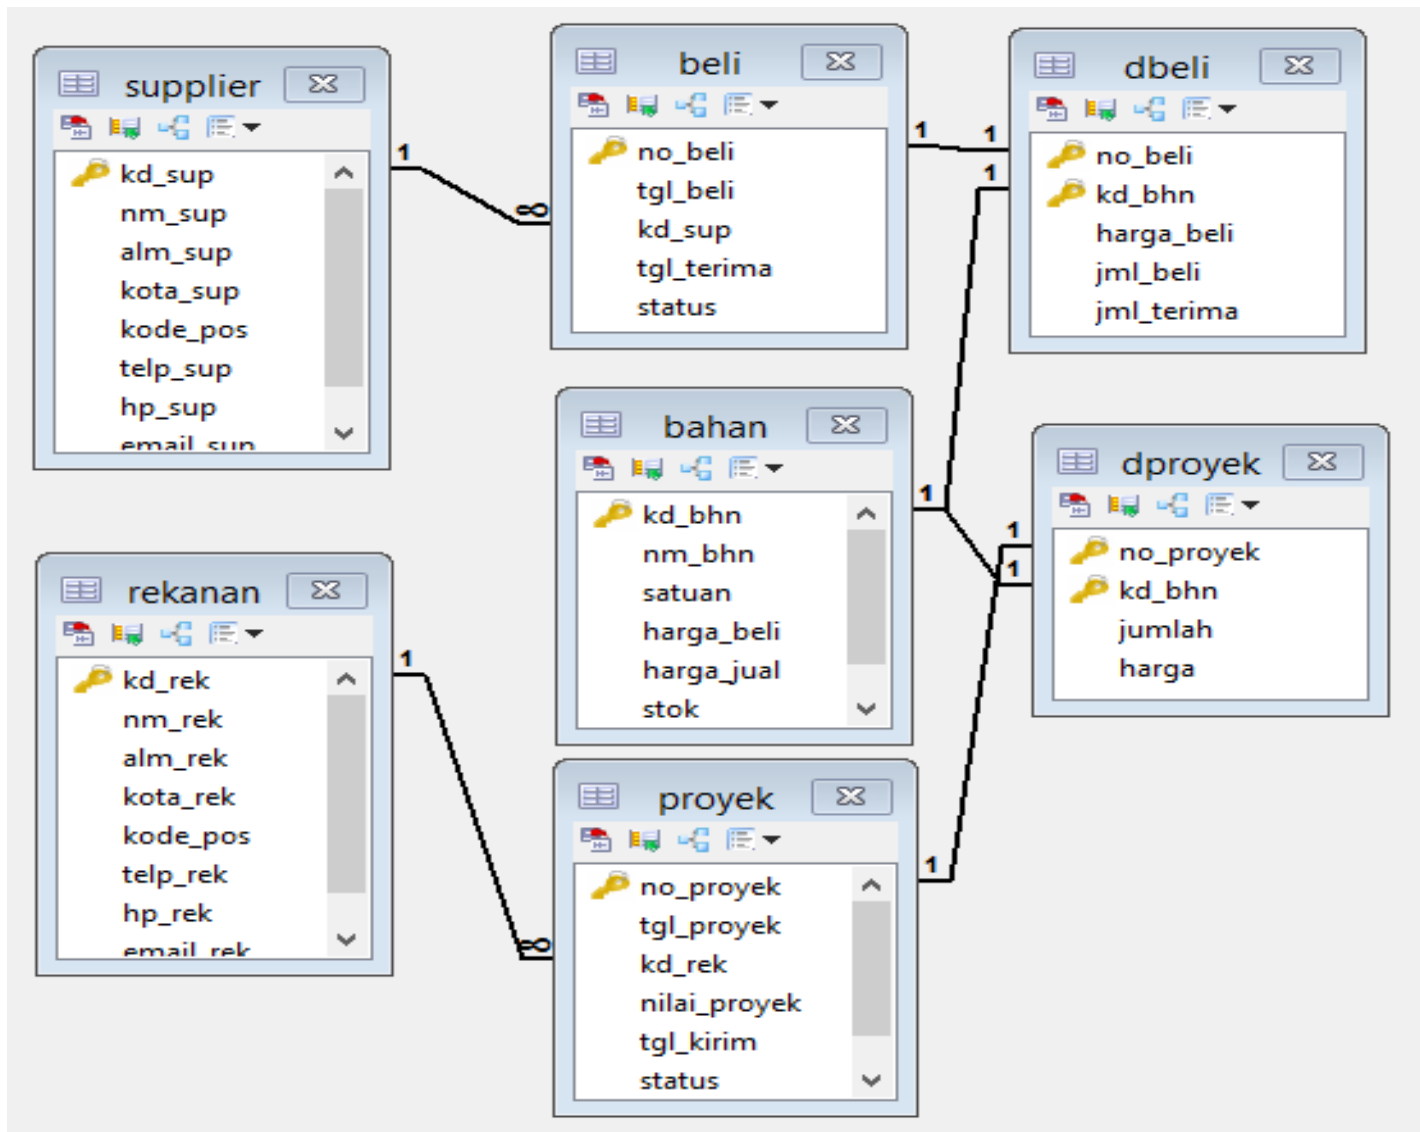 supplier
kd_sup
nm_sup
alm_sup
kota_sup
kode_pos
telp_sup
hp_sup
email_sup
beli
no_beli
tgl_beli
kd_sup
tgl_terima
status
dbeli
no_beli
kd_bhn
harga_beli
jml_beli
jml_terima
1
∞
1
1
1
bahan
kd_bhn
nm_bhn
satuan
harga_beli
harga_jual
stok
1
dproyek
no_proyek
kd_bhn
jumlah
harga
1
1
rekanan
kd_rek
nm_rek
alm_rek
kota_rek
kode_pos
telp_rek
hp_rek
email_rek
1
∞
proyek
no_proyek
tgl_proyek
kd_rek
nilai_proyek
tgl_kirim
status
1